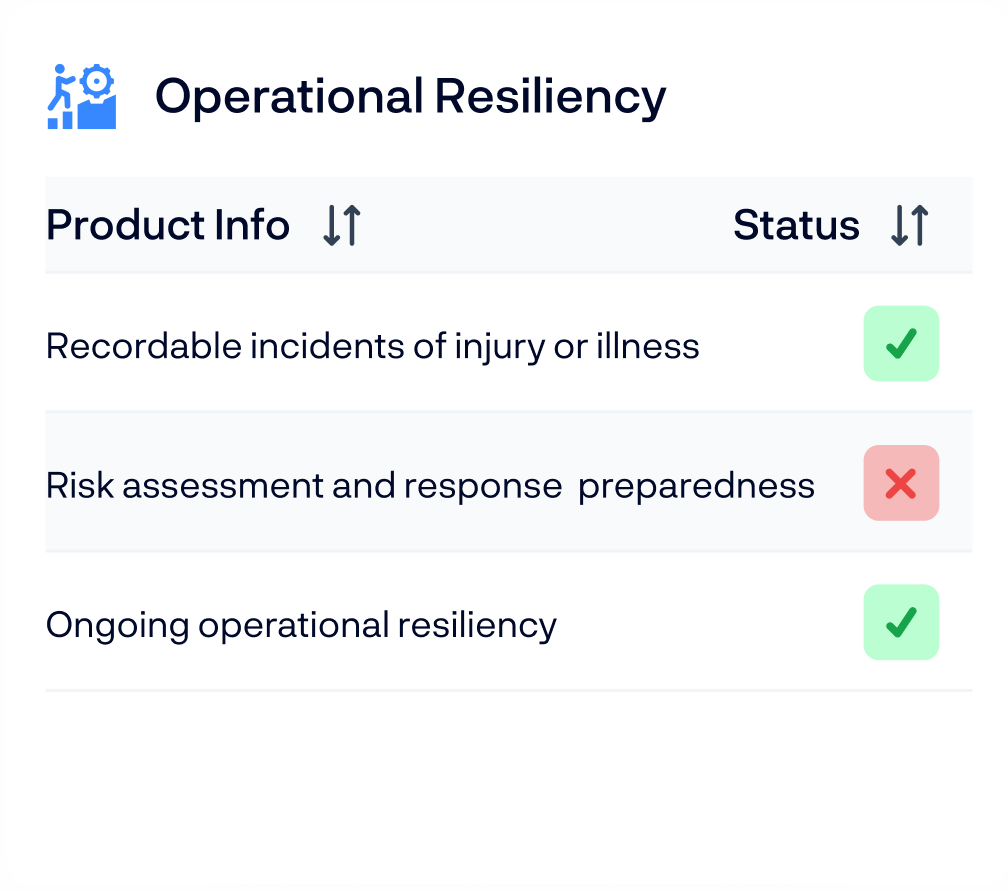 Operational Resiliency
Product Info Status
Recordable incidents of injury or illness
Risk assessment and response  preparedness
Ongoing operational resiliency